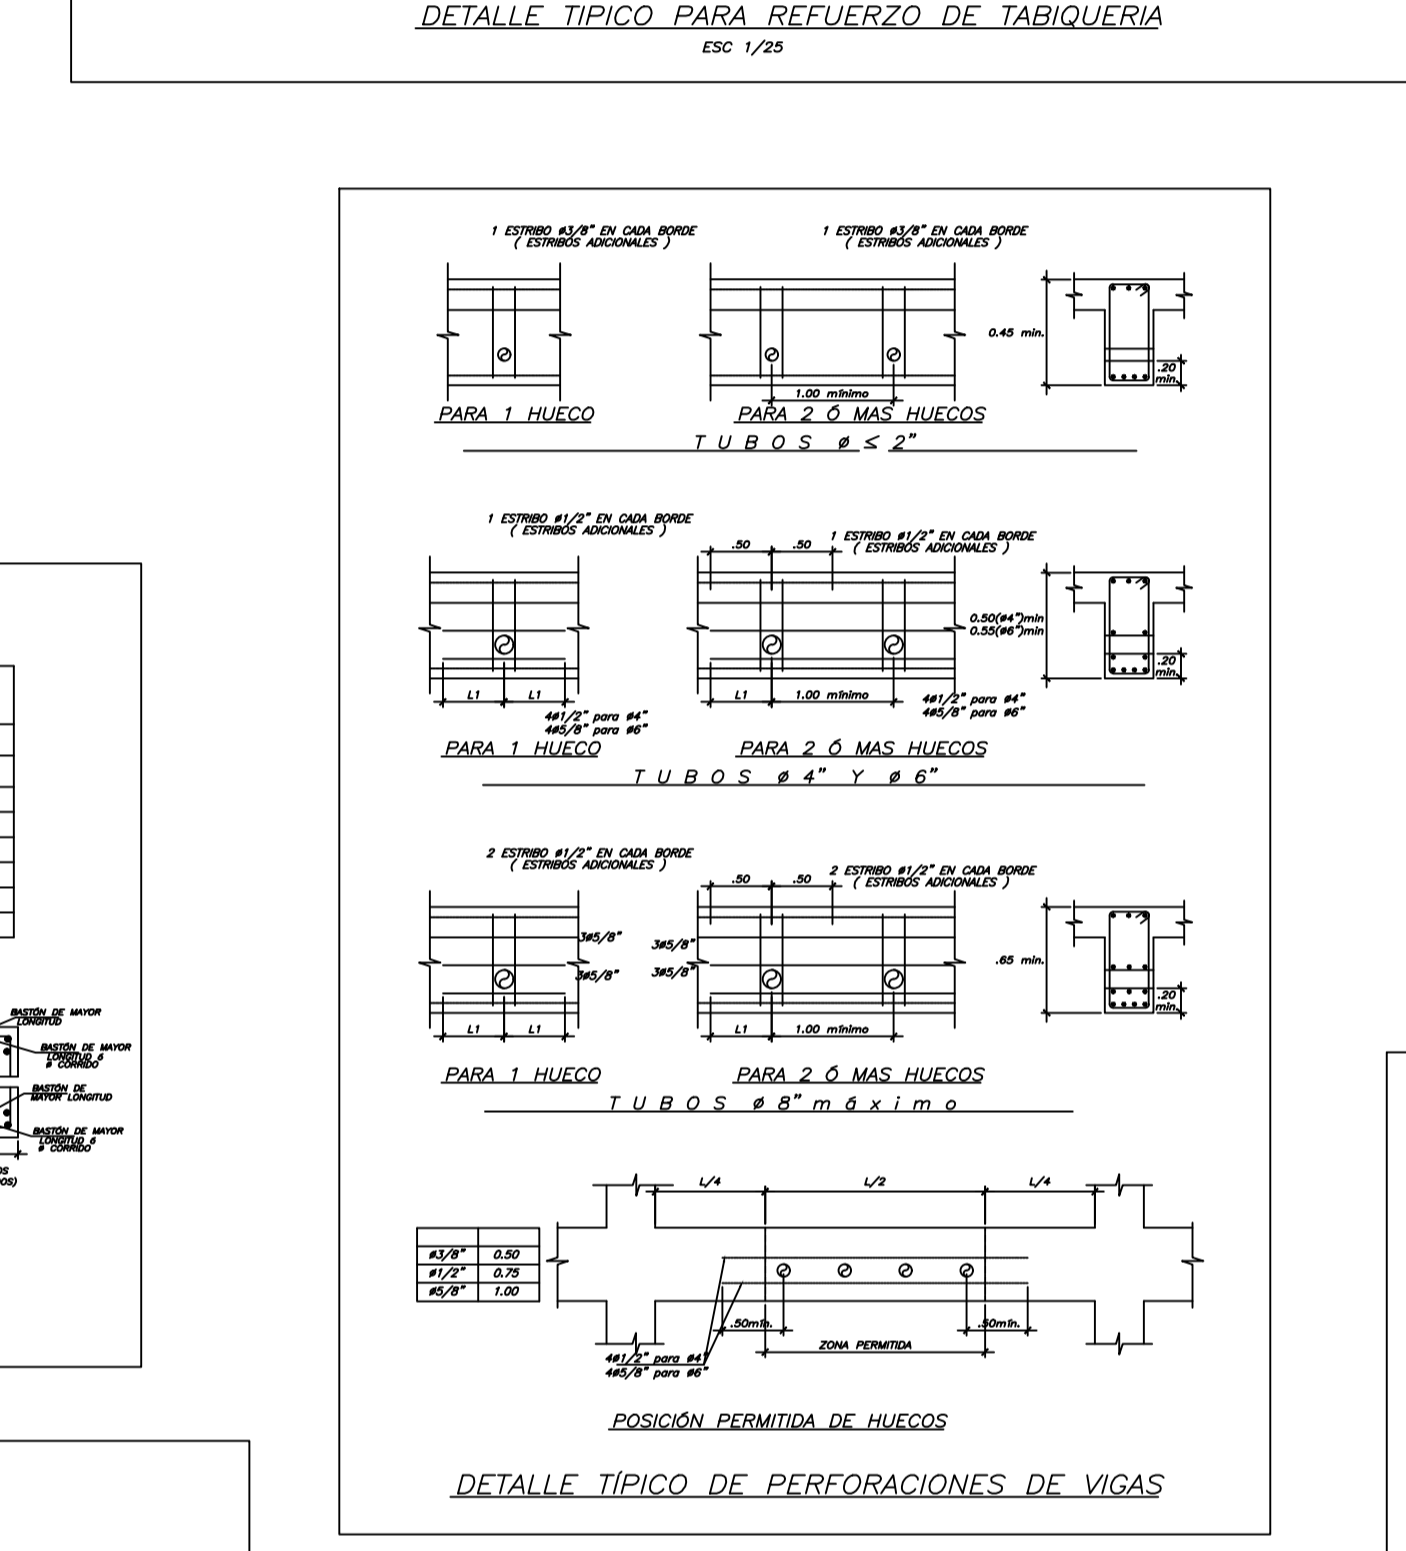 DETALLE TIPICO PARA REFUERZO DE TABIQUERIA
ESC 1/25
1 ESTRIBO ø3/8" EN CADA BORDE
( ESTRIBOS ADICIONALES )
1 ESTRIBO ø3/8" EN CADA BORDE
( ESTRIBOS ADICIONALES )
0.45 min.
.20
min.
1.00 mínimo
PARA 1 HUECO
PARA 2 Ó MAS HUECOS
TUBOS ø ≤ 2"
1 ESTRIBO ø1/2" EN CADA BORDE
( ESTRIBOS ADICIONALES )
1 ESTRIBO ø1/2" EN CADA BORDE
( ESTRIBOS ADICIONALES )
.50
.50
0.50(ø4")min
0.55(ø6")min
.20
min.
L1
L1
L1
1.00 mínimo
4ø1/2" para ø4"
4ø5/8" para ø6"
4ø1/2" para ø4"
4ø5/8" para ø6"
PARA 1 HUECO
PARA 2 Ó MAS HUECOS
TUBOS ø 4" Y ø 6"
2 ESTRIBO ø1/2" EN CADA BORDE
( ESTRIBOS ADICIONALES )
2 ESTRIBO ø1/2" EN CADA BORDE
( ESTRIBOS ADICIONALES )
.50
.50
3ø5/8"
3ø5/8"
3ø5/8"
3ø5/8"
.65 min.
.20
min.
L1
L1
L1
1.00 mínimo
PARA 1 HUECO
PARA 2 Ó MAS HUECOS
TUBOS ø 8" máximo
L/4
L/2
L/4
ø3/8" 0.50
ø1/2" 0.75
ø5/8" 1.00
.50mín.
.50mín.
ZONA PERMITIDA
4ø1/2" para ø4"
4ø5/8" para ø6"
POSICIÓN PERMITIDA DE HUECOS
DETALLE TÍPICO DE PERFORACIONES DE VIGAS
BASTÓN DE MAYOR
LONGITUD
BASTÓN DE MAYOR
LONGITUD ó
ø CORRIDO
BASTÓN DE
MAYOR LONGITUD
BASTÓN DE MAYOR
LONGITUD ó
ø CORRIDO